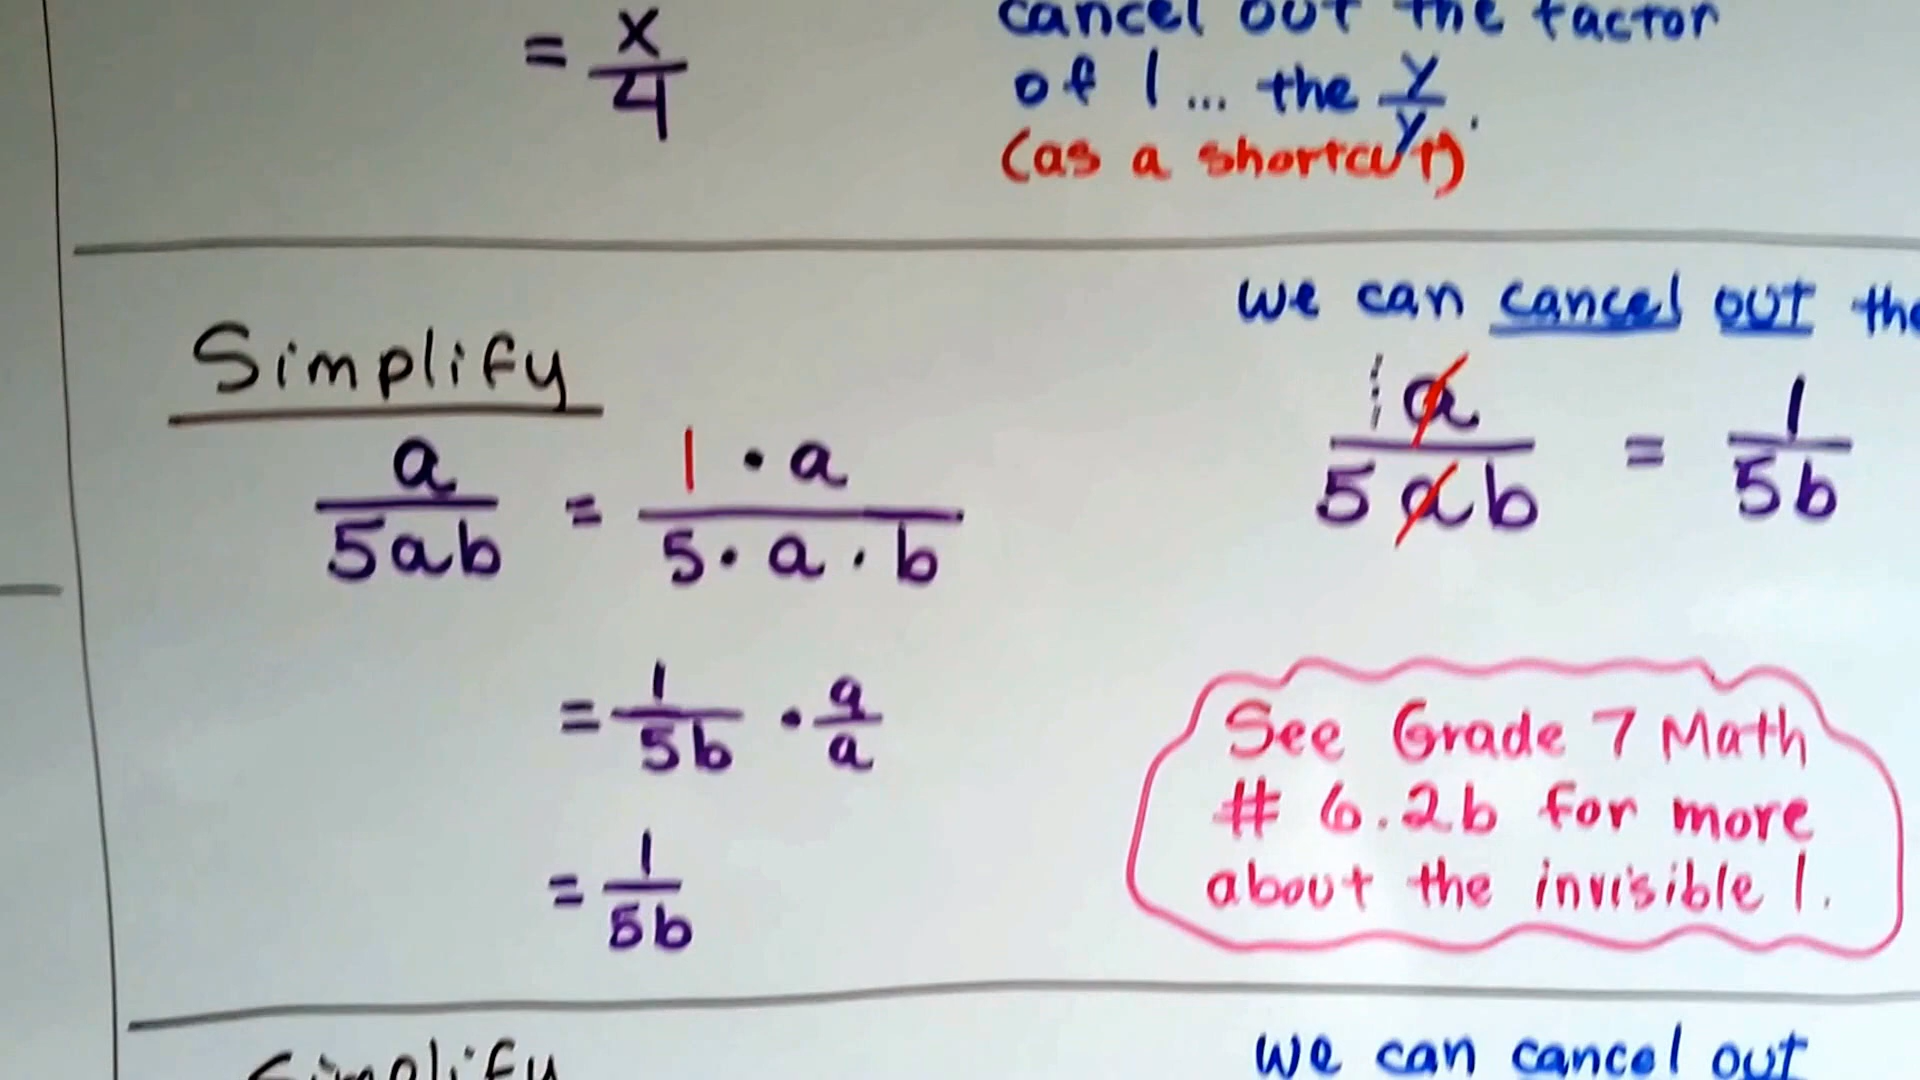 = x/4
cancel out the factor
of 1 ... the y/y.
(as a shortcut)
Simplify
a/5ab = 1 · a/5 · a · b
= 1/5b · a/a
= 1/5b
we can cancel out the
1a/5ab = 1/5b
See Grade 7 Math
# 6.2b for more
about the invisible 1.
Simplify
we can cancel out